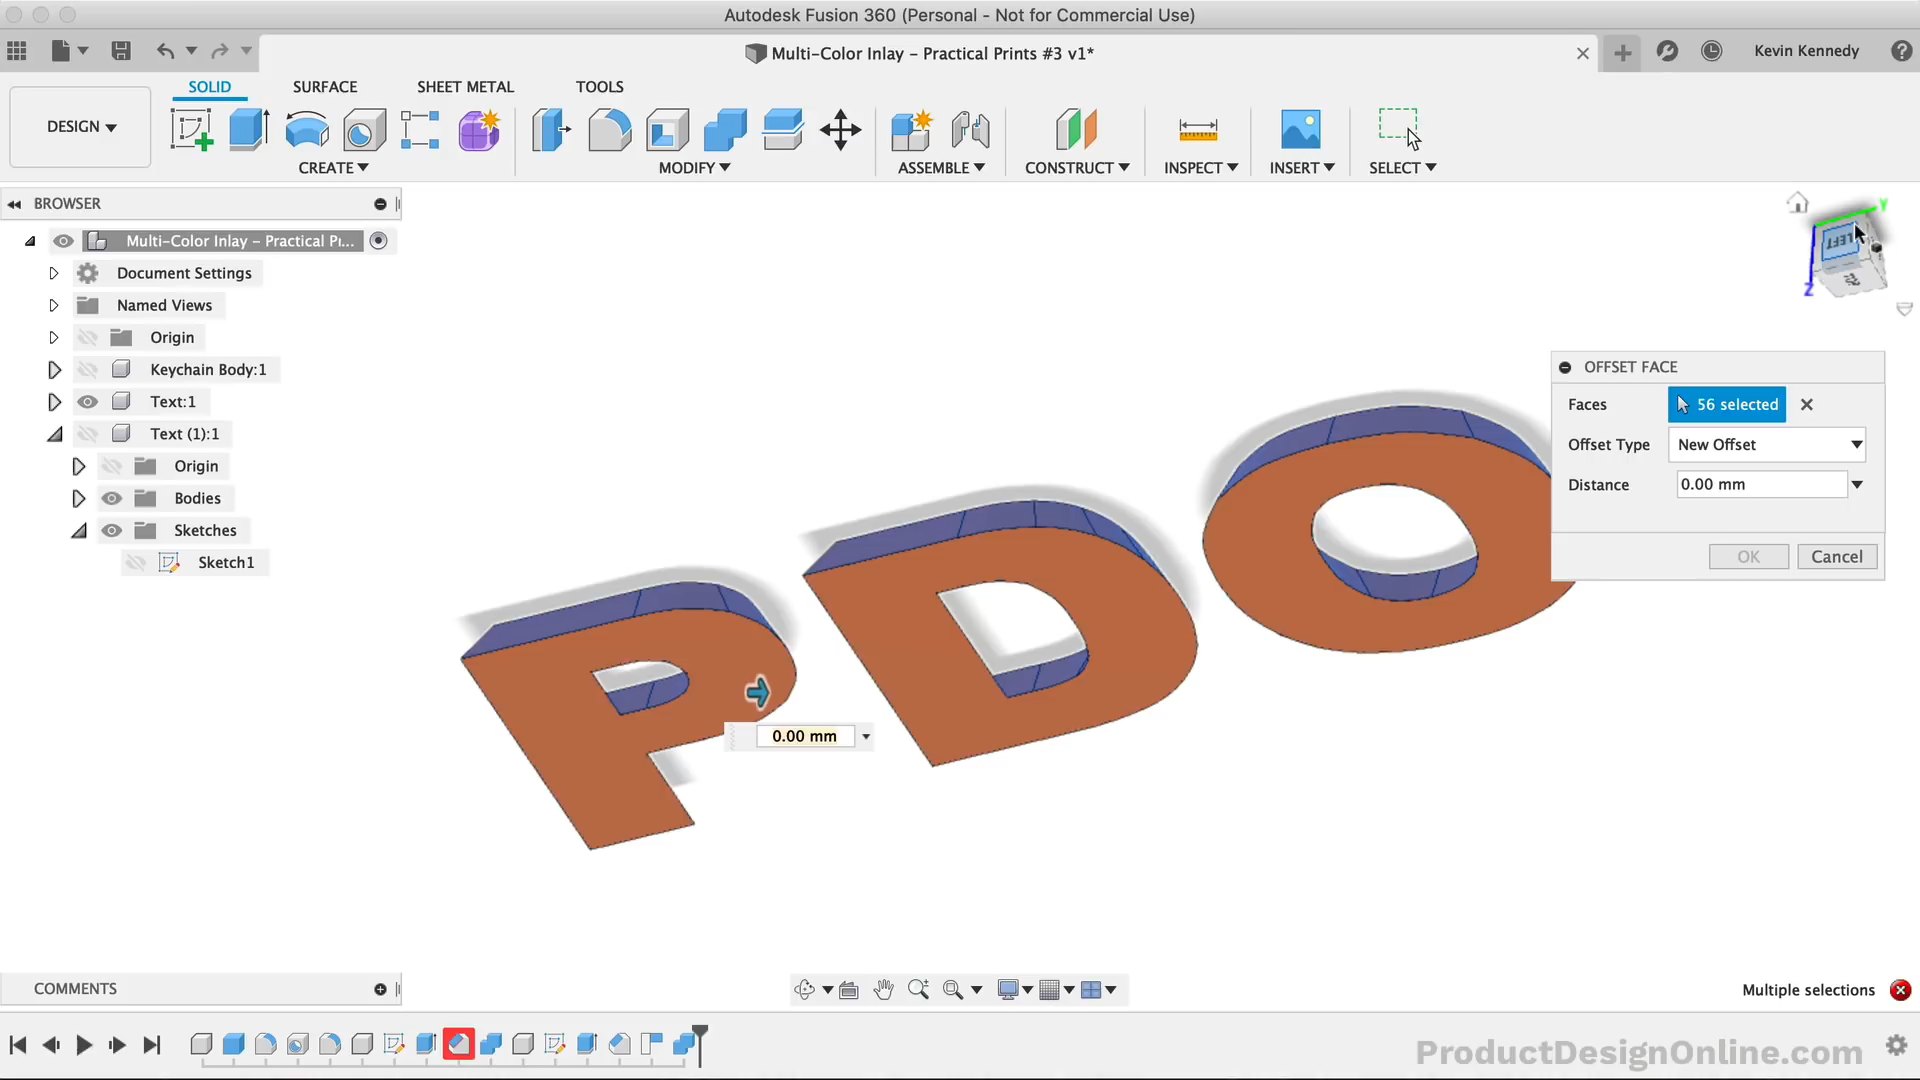 Autodesk Fusion 360 (Personal - Not for Commercial Use)
Multi-Color Inlay – Practical Prints #3 v1*
Kevin Kennedy
SOLID SURFACE SHEET METAL TOOLS
DESIGN
CREATE MODIFY ASSEMBLE CONSTRUCT INSPECT INSERT SELECT
BROWSER
Multi-Color Inlay – Practical Pr...
Document Settings
Named Views
Origin
Keychain Body:1
Text:1
Text (1):1
Origin
Bodies
Sketches
Sketch1
Y
LEFT
Z
OFFSET FACE
Faces 56 selected
Offset Type New Offset
Distance 0.00 mm
OK Cancel
PDO
0.00 mm
COMMENTS
Multiple selections
ProductDesignOnline.com